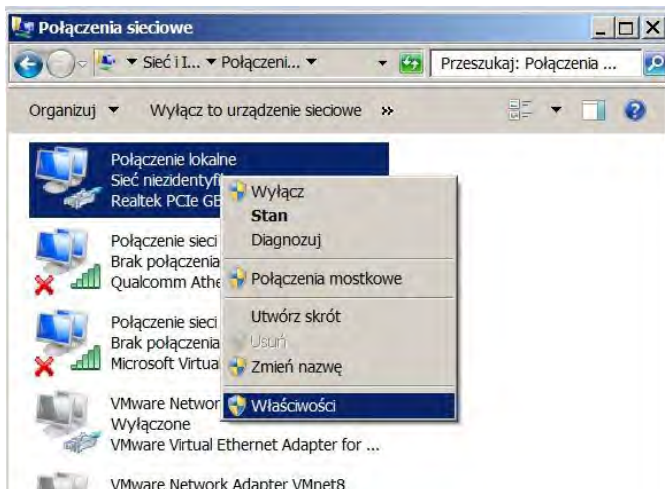 Połączenia sieciowe
Sieć i I... Połączeni... Przeszukaj: Połączenia ...
Organizuj Wyłącz to urządzenie sieciowe »
Połączenie lokalne
Sieć niezidentyf
Realtek PCIe GB
Wyłącz
Stan
Diagnozuj
Połączenia mostkowe
Utwórz skrót
Usuń
Zmień nazwę
Właściwości
Połączenie sieci
Brak połączenia
Qualcomm Athe
Połączenie sieci
Brak połączenia
Microsoft Virtua
VMware Networ
Wyłączone
VMware Virtual Ethernet Adapter for ...
VMware Network Adapter VMnet8